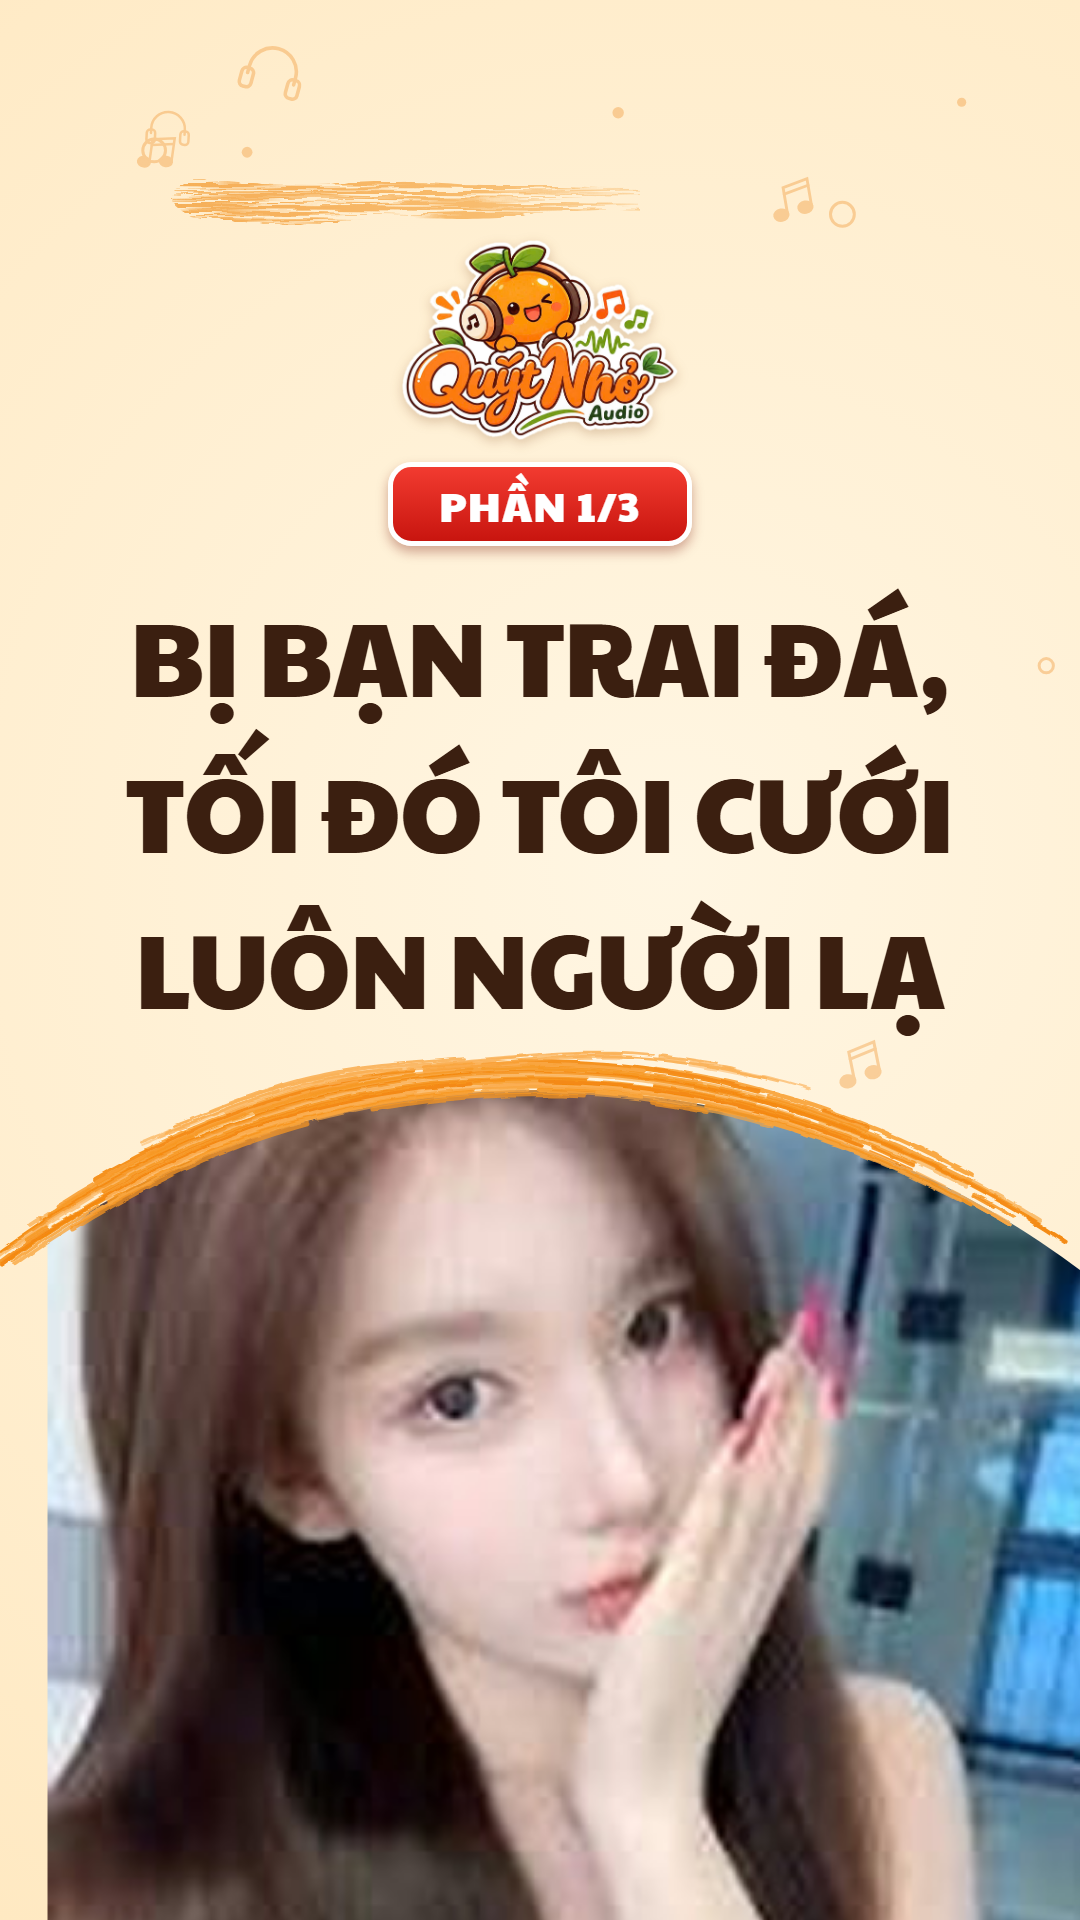 Quýt Nhỏ
Audio
PHẦN 1/3
BỊ BẠN TRAI ĐÁ,
TỐI ĐÓ TÔI CƯỚI
LUÔN NGƯỜI LẠ